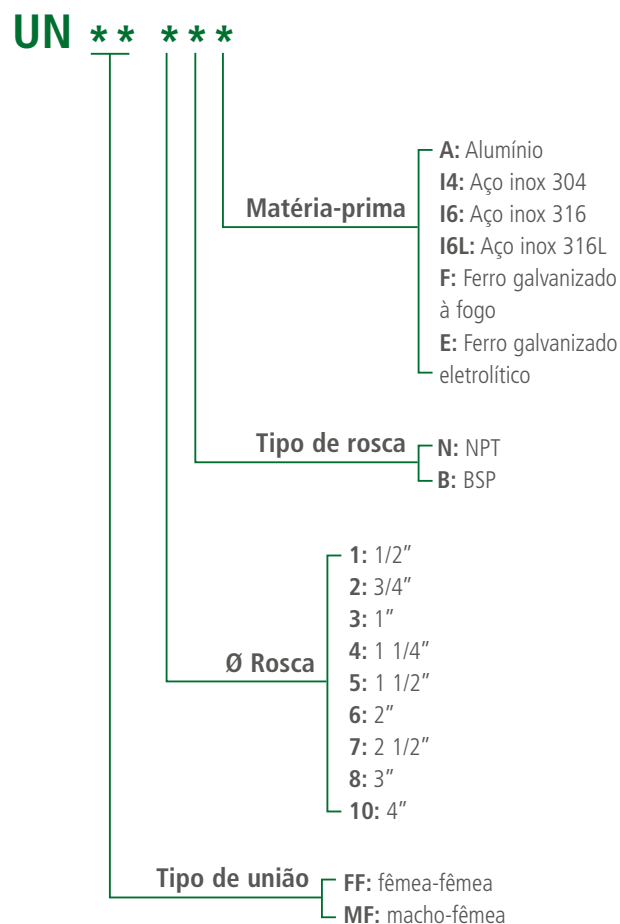 UN ** ***
Matéria-prima
A: Alumínio
I4: Aço inox 304
I6: Aço inox 316
I6L: Aço inox 316L
F: Ferro galvanizado
à fogo
E: Ferro galvanizado
eletrolítico
Tipo de rosca
N: NPT
B: BSP
Ø Rosca
1: 1/2”
2: 3/4”
3: 1”
4: 1 1/4”
5: 1 1/2”
6: 2”
7: 2 1/2”
8: 3”
10: 4”
Tipo de união
FF: fêmea-fêmea
MF: macho-fêmea